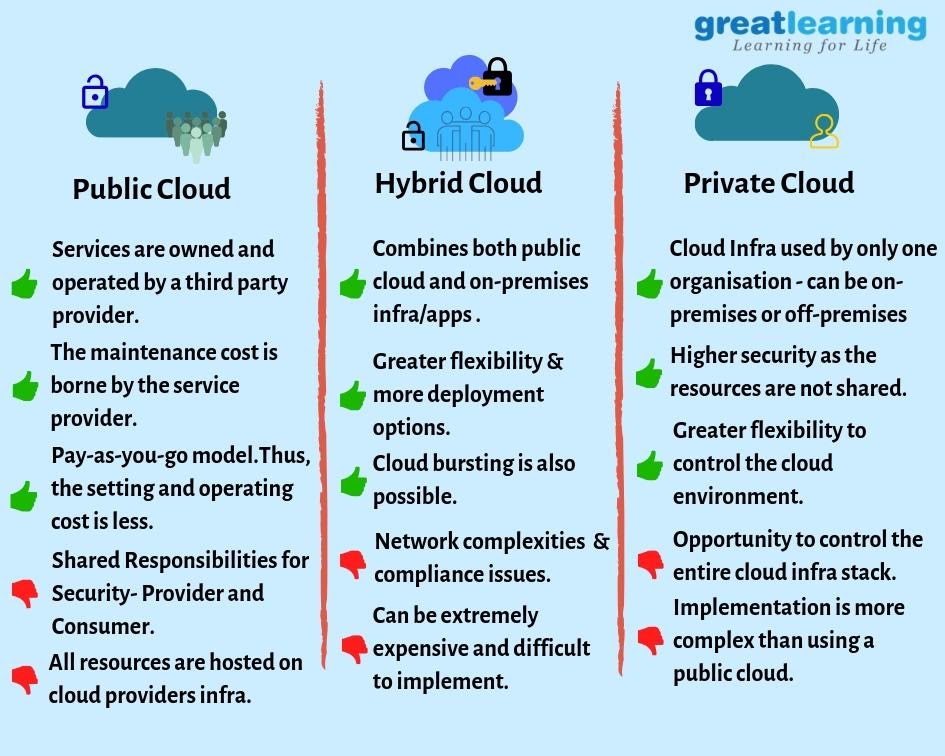 greatlearning
Learning for Life
Public Cloud
Services are owned and
operated by a third party
provider.
The maintenance cost is
borne by the service
provider.
Pay-as-you-go model.Thus,
the setting and operating
cost is less.
Shared Responsibilities for
Security- Provider and
Consumer.
All resources are hosted on
cloud providers infra.
Hybrid Cloud
Combines both public
cloud and on-premises
infra/apps .
Greater flexibility &
more deployment
options.
Cloud bursting is also
possible.
Network complexities &
compliance issues.
Can be extremely
expensive and difficult
to implement.
Private Cloud
Cloud Infra used by only one
organisation - can be on-
premises or off-premises
Higher security as the
resources are not shared.
Greater flexibility to
control the cloud
environment.
Opportunity to control the
entire cloud infra stack.
Implementation is more
complex than using a
public cloud.